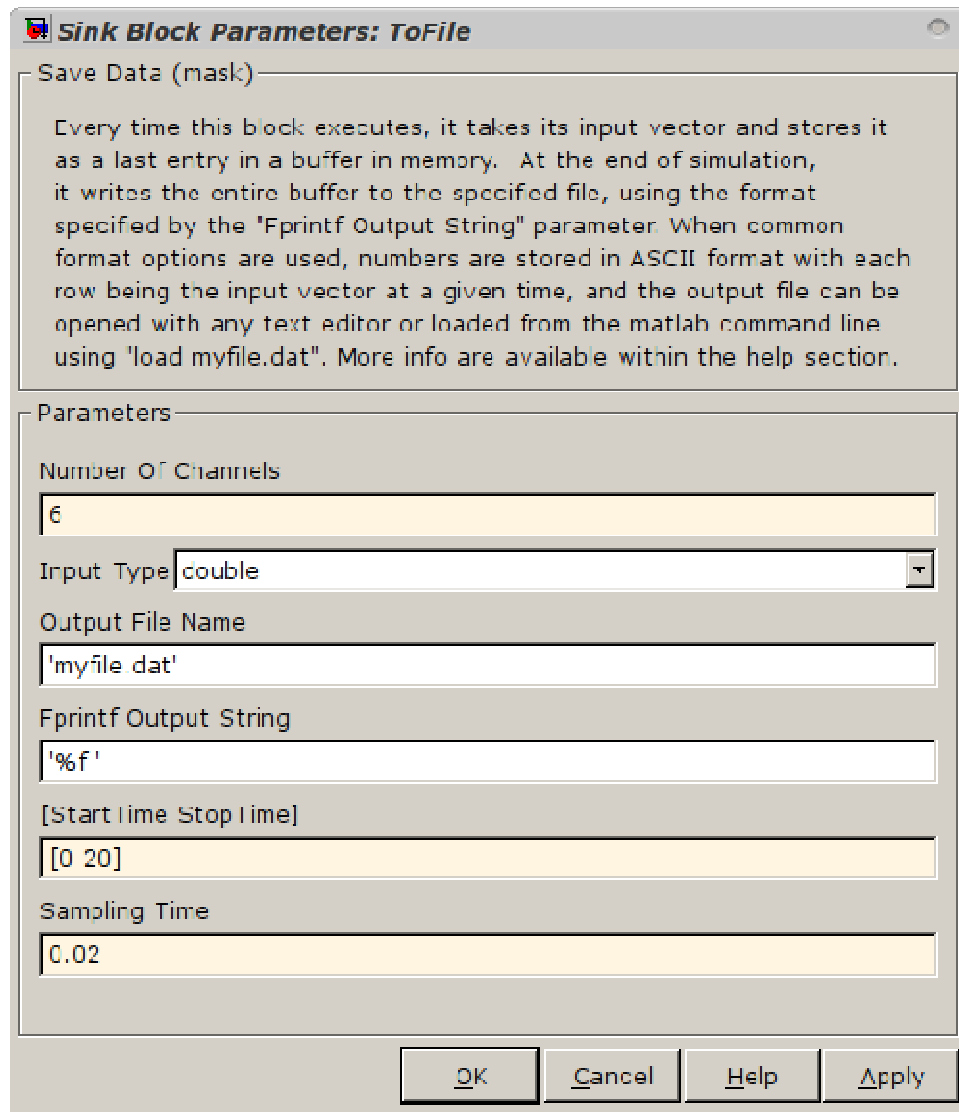 Sink Block Parameters: ToFile
Save Data (mask)
Every time this block executes, it takes its input vector and stores it
as a last entry in a buffer in memory.  At the end of simulation,
it writes the entire buffer to the specified file, using the format
specified by the "Fprintf Output String" parameter. When common
format options are used, numbers are stored in ASCII format with each
row being the input vector at a given time, and the output file can be
opened with any text editor or loaded from the matlab command line
using "load myfile.dat". More info are available within the help section.
Parameters
Number Of Channels
6
Input Type double
Output File Name
'myfile.dat'
Fprintf Output String
'%f '
[StartTime StopTime]
[0 20]
Sampling Time
0.02
OK Cancel Help Apply